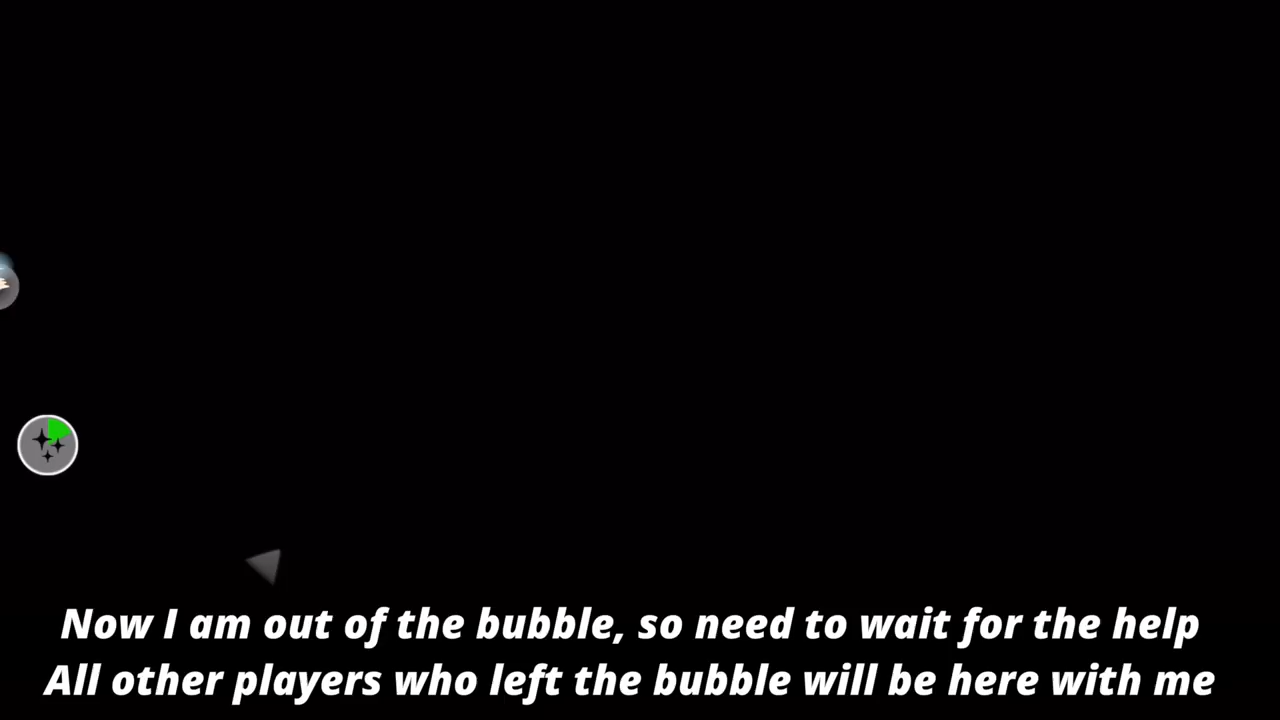 Now I am out of the bubble, so need to wait for the help
All other players who left the bubble will be here with me